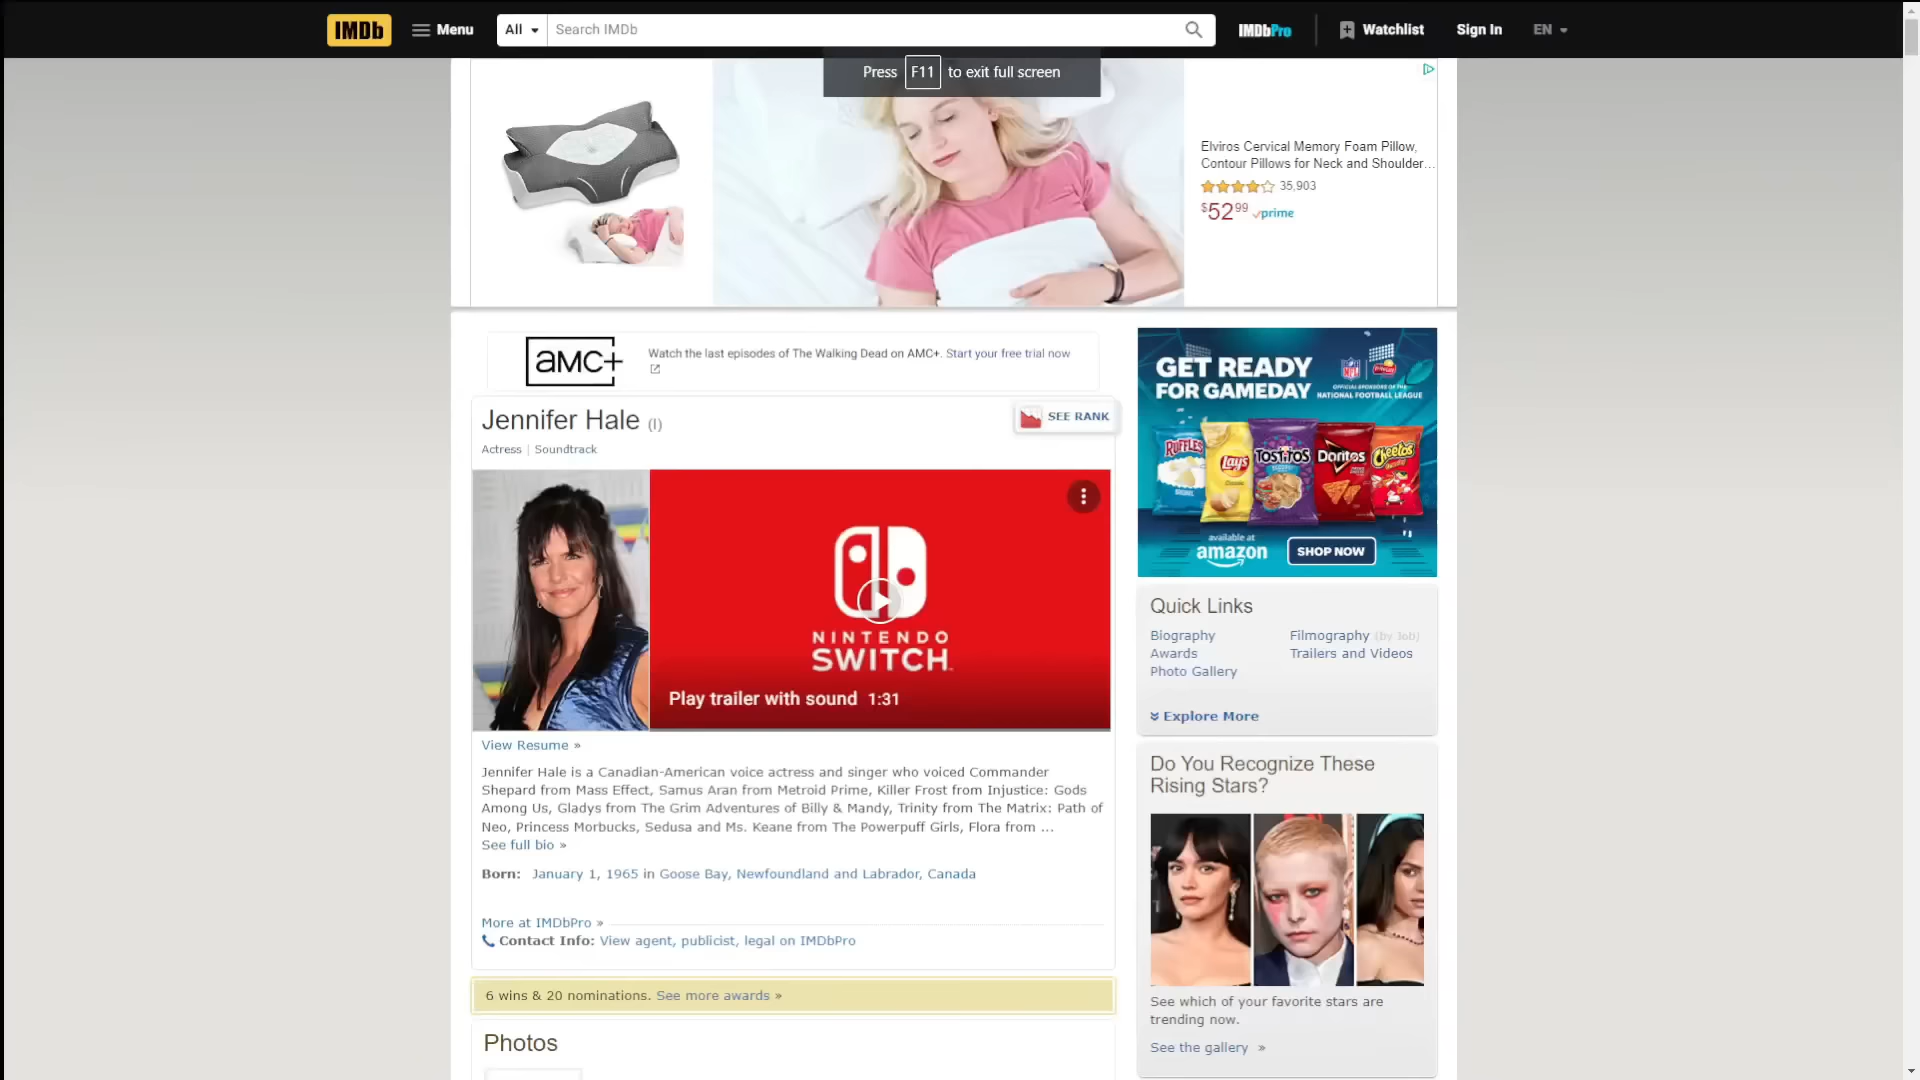 IMDb
Menu
All
Search IMDb
IMDbPro
Watchlist
Sign In
EN
Press F11 to exit full screen
Elviros Cervical Memory Foam Pillow,
Contour Pillows for Neck and Shoulder...
35,903
$52 99 prime
aMC+
Watch the last episodes of The Walking Dead on AMC+. Start your free trial now
Jennifer Hale (I)
SEE RANK
Actress | Soundtrack
NINTENDO
SWITCH
Play trailer with sound 1:31
View Resume »
Jennifer Hale is a Canadian-American voice actress and singer who voiced Commander
Shepard from Mass Effect, Samus Aran from Metroid Prime, Killer Frost from Injustice: Gods
Among Us, Gladys from The Grim Adventures of Billy & Mandy, Trinity from The Matrix: Path of
Neo, Princess Morbucks, Sedusa and Ms. Keane from The Powerpuff Girls, Flora from ...
See full bio »
Born: January 1, 1965 in Goose Bay, Newfoundland and Labrador, Canada
More at IMDbPro »
Contact Info: View agent, publicist, legal on IMDbPro
6 wins & 20 nominations. See more awards »
Photos
GET READY
FOR GAMEDAY
NFL
OFFICIAL SPONSORS OF THE
NATIONAL FOOTBALL LEAGUE
RUFFLES
Lay's
TOSTITOS
Doritos
Cheetos
available at
amazon
SHOP NOW
Quick Links
Biography
Filmography (by Job)
Awards
Trailers and Videos
Photo Gallery
Explore More
Do You Recognize These
Rising Stars?
See which of your favorite stars are
trending now.
See the gallery »